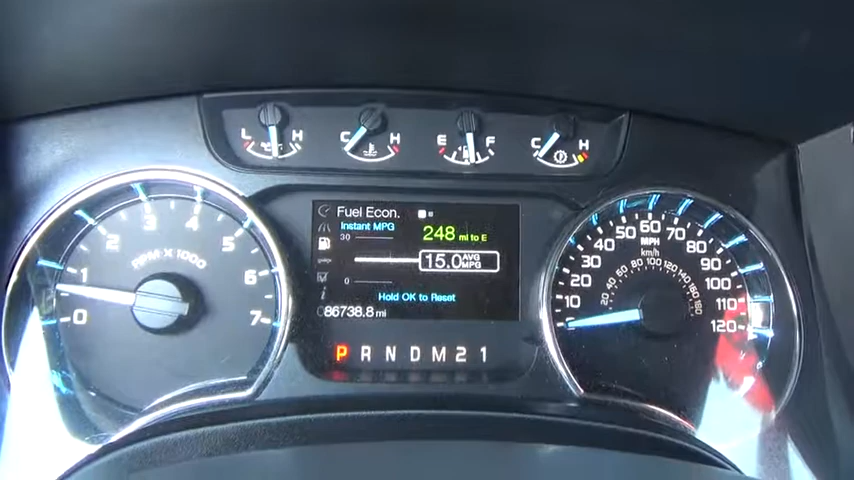 L H C H E F C H
Fuel Econ.
Instant MPG
248 mi to E
30
15.0 AVG MPG
0
Hold OK to Reset
86738.8 mi
P R N D M 2 1
0 1 2 3 4 5 6 7
RPM X 1000
10 20 30 40 50 60 70 80 90 100 110 120
MPH
km/h
20 40 60 80 100 120 140 160 180